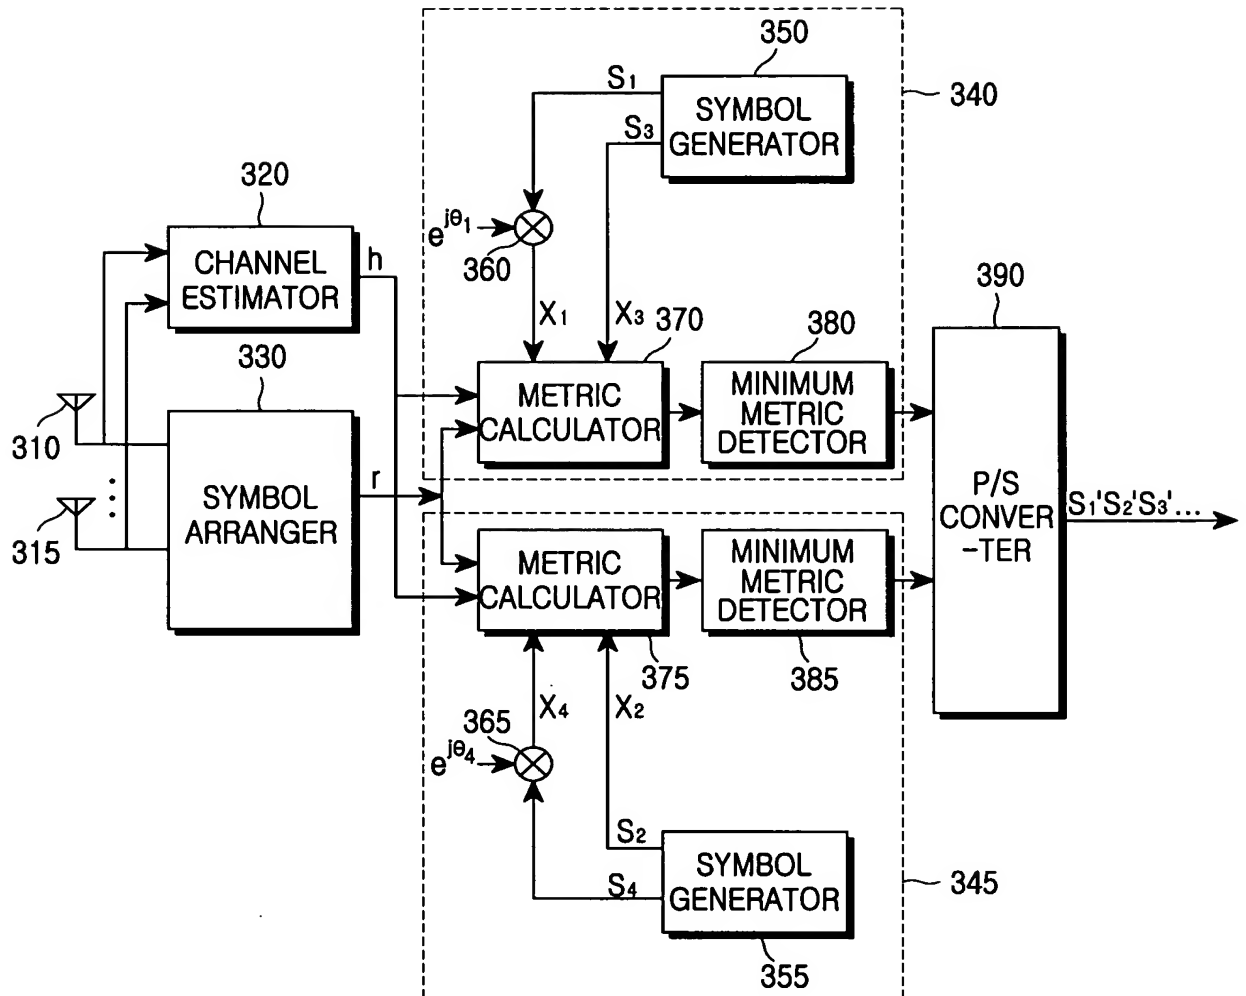 350
S1
SYMBOL
GENERATOR
340
S3
320
CHANNEL
ESTIMATOR
h
e^jθ1
360
X1
X3
370
380
390
330
METRIC
CALCULATOR
MINIMUM
METRIC
DETECTOR
310
SYMBOL
ARRANGER
r
P/S
CONVER
-TER
S1'S2'S3'...
315
METRIC
CALCULATOR
MINIMUM
METRIC
DETECTOR
375
385
X4
X2
365
e^jθ4
S2
SYMBOL
GENERATOR
345
S4
355